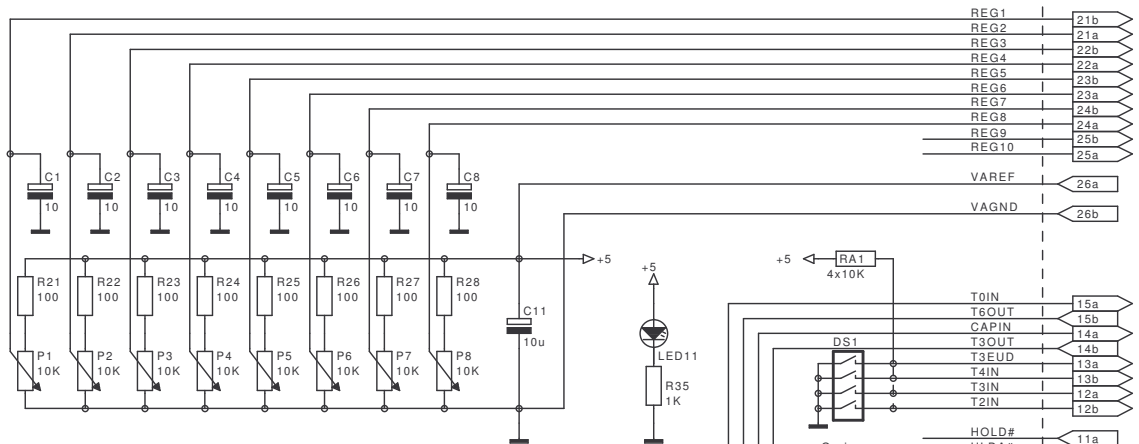 REG1 21b
REG2 21a
REG3 22b
REG4 22a
REG5 23b
REG6 23a
REG7 24b
REG8 24a
REG9 25b
REG10 25a
C1 C2 C3 C4 C5 C6 C7 C8
10 10 10 10 10 10 10 10
VAREF 26a
VAGND 26b
+5 +5 RA1
4x10K
+5
R21 R22 R23 R24 R25 R26 R27 R28
100 100 100 100 100 100 100 100
T0IN 15a
C11
T6OUT 15b
CAPIN 14a
10u
DS1 T3OUT 14b
P1 P2 P3 P4 P5 P6 P7 P8 LED11
T3EUD 13a
10K 10K 10K 10K 10K 10K 10K 10K
T4IN 13b
R35
T3IN 12a
1K
T2IN 12b
HOLD# 11a